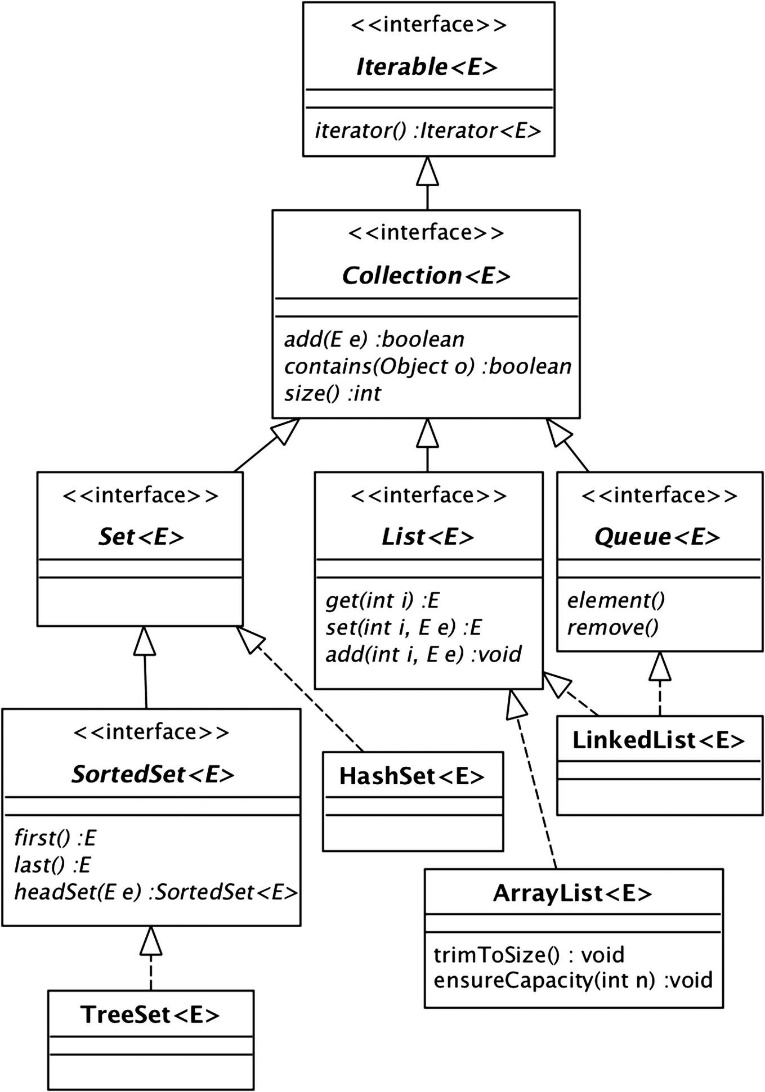 <<interface>>
Iterable<E>
iterator() :Iterator<E>
<<interface>>
Collection<E>
add(E e) :boolean
contains(Object o) :boolean
size() :int
<<interface>>
Set<E>
<<interface>>
List<E>
get(int i) :E
set(int i, E e) :E
add(int i, E e) :void
<<interface>>
Queue<E>
element()
remove()
<<interface>>
SortedSet<E>
first() :E
last() :E
headSet(E e) :SortedSet<E>
HashSet<E>
LinkedList<E>
ArrayList<E>
trimToSize() : void
ensureCapacity(int n) :void
TreeSet<E>